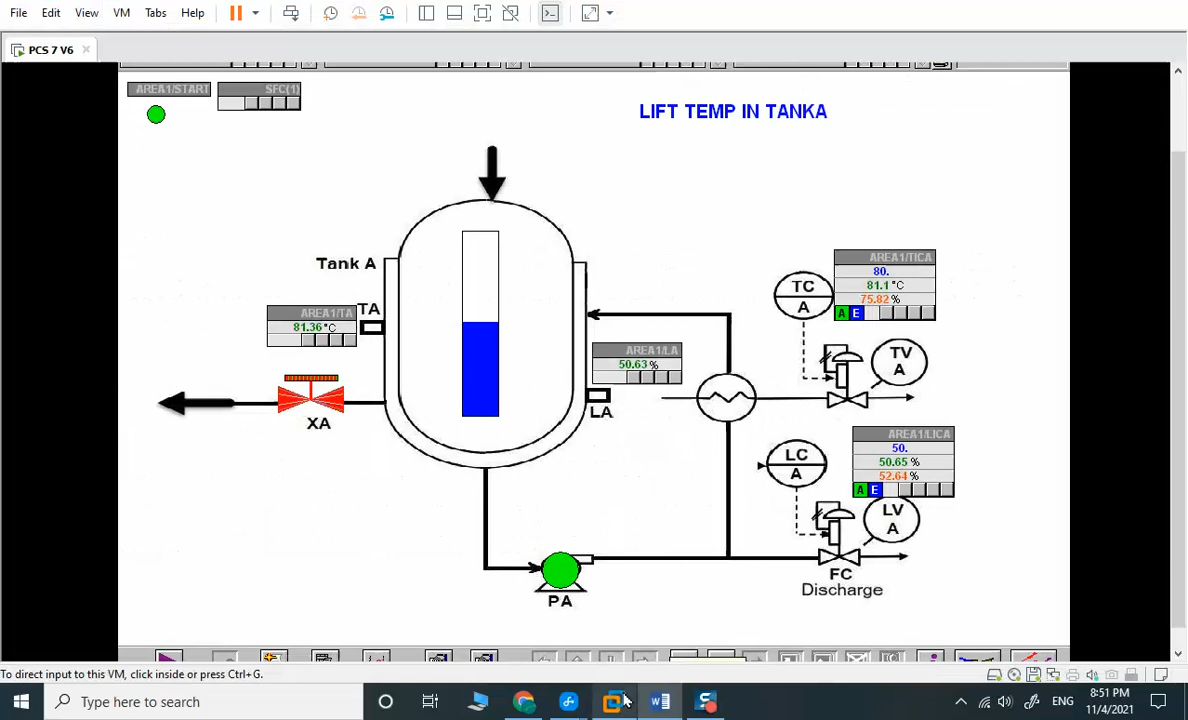 File Edit View VM Tabs Help
PCS 7 V6
AREA1/START
SFC(1)
LIFT TEMP IN TANKA
Tank A
AREA1/TICA
80.
81.1 °C
75.82 %
A E
TC
A
TA
AREA1/TA
81.36 °C
TV
A
AREA1/LA
50.63 %
LA
XA
AREA1/LICA
50.
50.65 %
52.64 %
A E
LC
A
LV
A
FC
Discharge
PA
To direct input to this VM, click inside or press Ctrl+G.
Type here to search
ENG
8:51 PM
11/4/2021